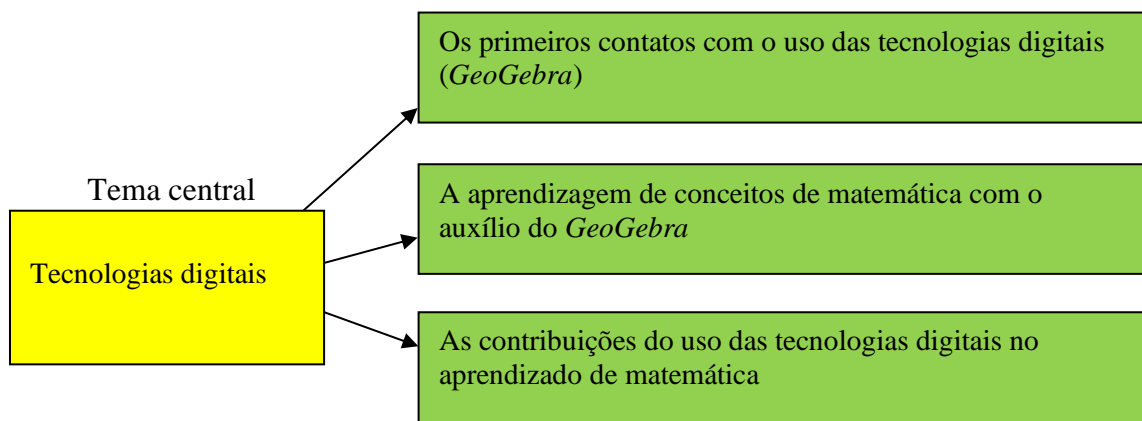 Os primeiros contatos com o uso das tecnologias digitais
(GeoGebra)
Tema central
Tecnologias digitais
A aprendizagem de conceitos de matemática com o
auxílio do GeoGebra
As contribuições do uso das tecnologias digitais no
aprendizado de matemática